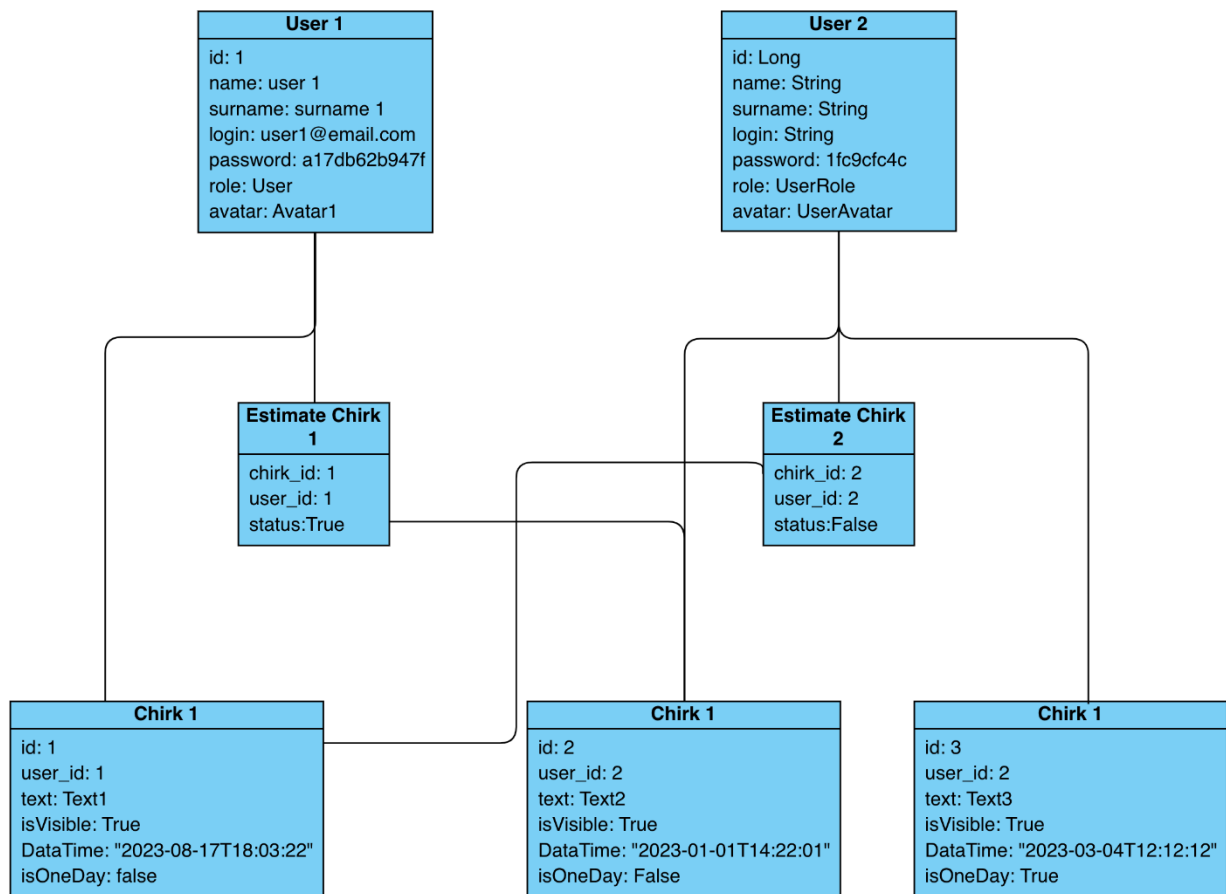 User 1
id: 1
name: user 1
surname: surname 1
login: user1@email.com
password: a17db62b947f
role: User
avatar: Avatar1
User 2
id: Long
name: String
surname: String
login: String
password: 1fc9cfc4c
role: UserRole
avatar: UserAvatar
Estimate Chirk
1
chirk_id: 1
user_id: 1
status:True
Estimate Chirk
2
chirk_id: 2
user_id: 2
status:False
Chirk 1
id: 1
user_id: 1
text: Text1
isVisible: True
DataTime: "2023-08-17T18:03:22"
isOneDay: false
Chirk 1
id: 2
user_id: 2
text: Text2
isVisible: True
DataTime: "2023-01-01T14:22:01"
isOneDay: False
Chirk 1
id: 3
user_id: 2
text: Text3
isVisible: True
DataTime: "2023-03-04T12:12:12"
isOneDay: True